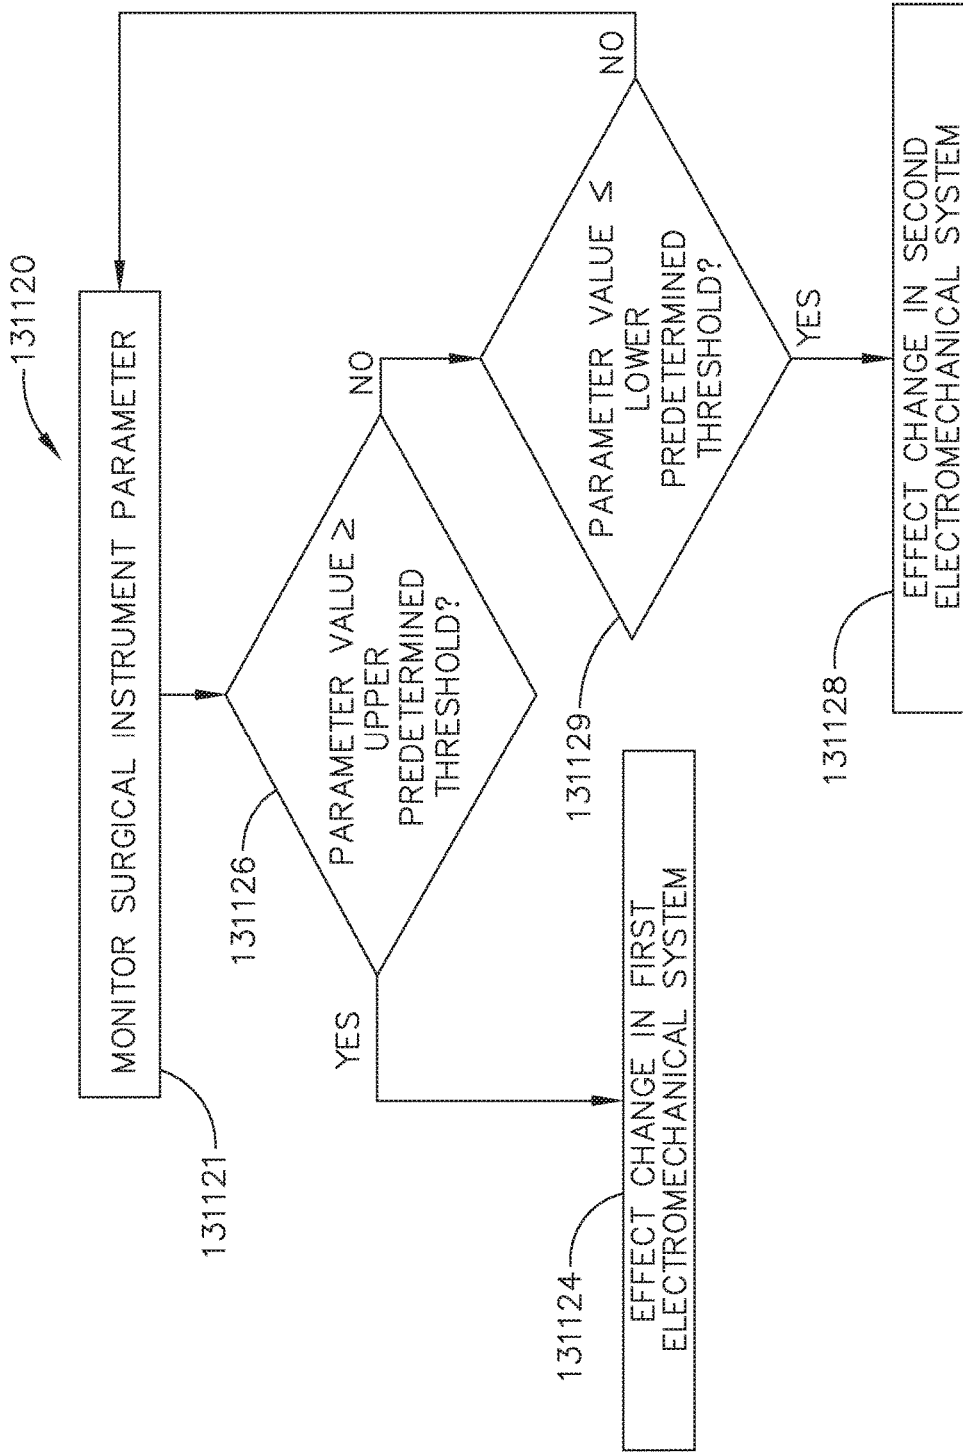 131120
MONITOR SURGICAL INSTRUMENT PARAMETER
131121
131126
PARAMETER VALUE ≥
UPPER
PREDETERMINED
THRESHOLD?
YES
NO
131124
EFFECT CHANGE IN FIRST
ELECTROMECHANICAL SYSTEM
131129
PARAMETER VALUE ≤
LOWER
PREDETERMINED
THRESHOLD?
NO
YES
131128
EFFECT CHANGE IN SECOND
ELECTROMECHANICAL SYSTEM